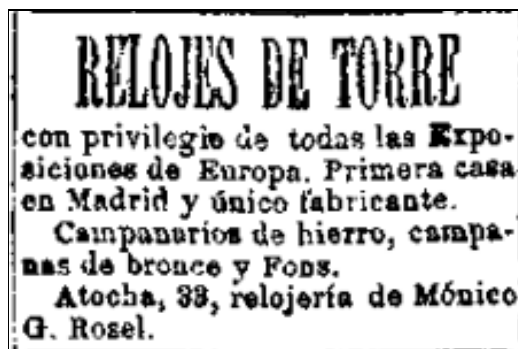 RELOJES DE TORRE
con privilegio de todas las Expo-
siciones de Europa. Primera casa
en Madrid y único fabricante.
Campanarios de hierro, campa-
nas de bronce y Fons.
Atocha, 33, relojería de Mónico
G. Rosel.